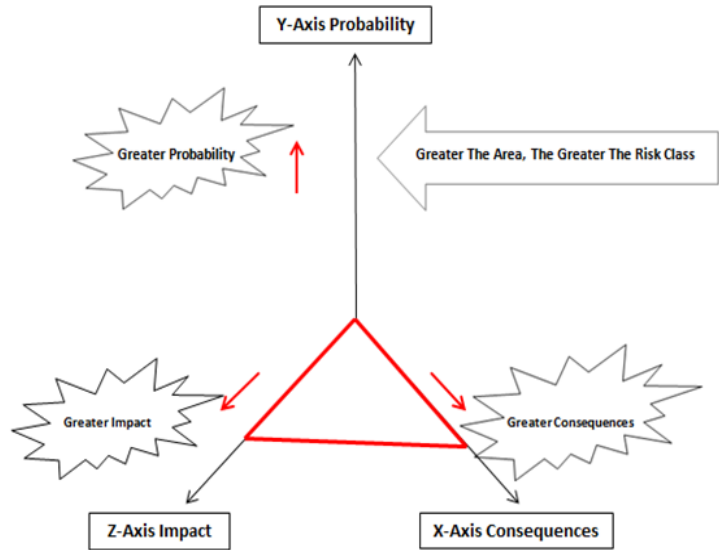 Y-Axis Probability
Greater Probability
Greater The Area, The Greater The Risk Class
Greater Impact
Greater Consequences
Z-Axis Impact
X-Axis Consequences